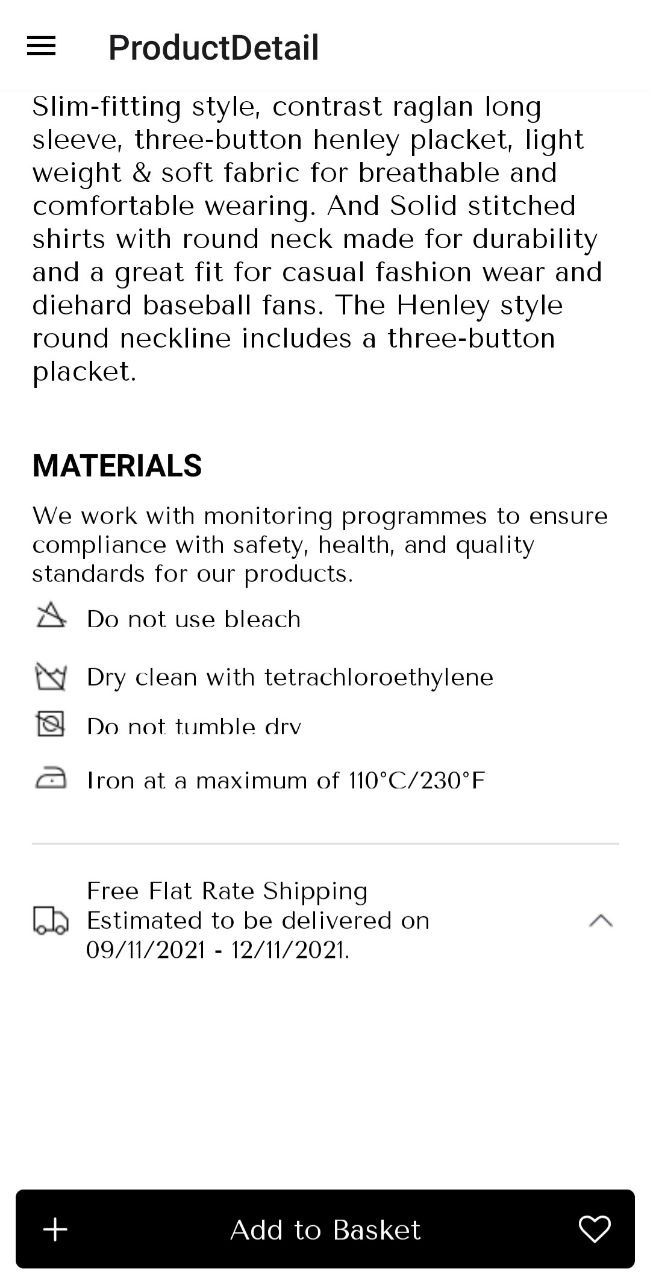 ProductDetail
Slim-fitting style, contrast raglan long
sleeve, three-button henley placket, light
weight & soft fabric for breathable and
comfortable wearing. And Solid stitched
shirts with round neck made for durability
and a great fit for casual fashion wear and
diehard baseball fans. The Henley style
round neckline includes a three-button
placket.
MATERIALS
We work with monitoring programmes to ensure
compliance with safety, health, and quality
standards for our products.
Do not use bleach
Dry clean with tetrachloroethylene
Do not tumble dry
Iron at a maximum of 110°C/230°F
Free Flat Rate Shipping
Estimated to be delivered on
09/11/2021 - 12/11/2021.
Add to Basket